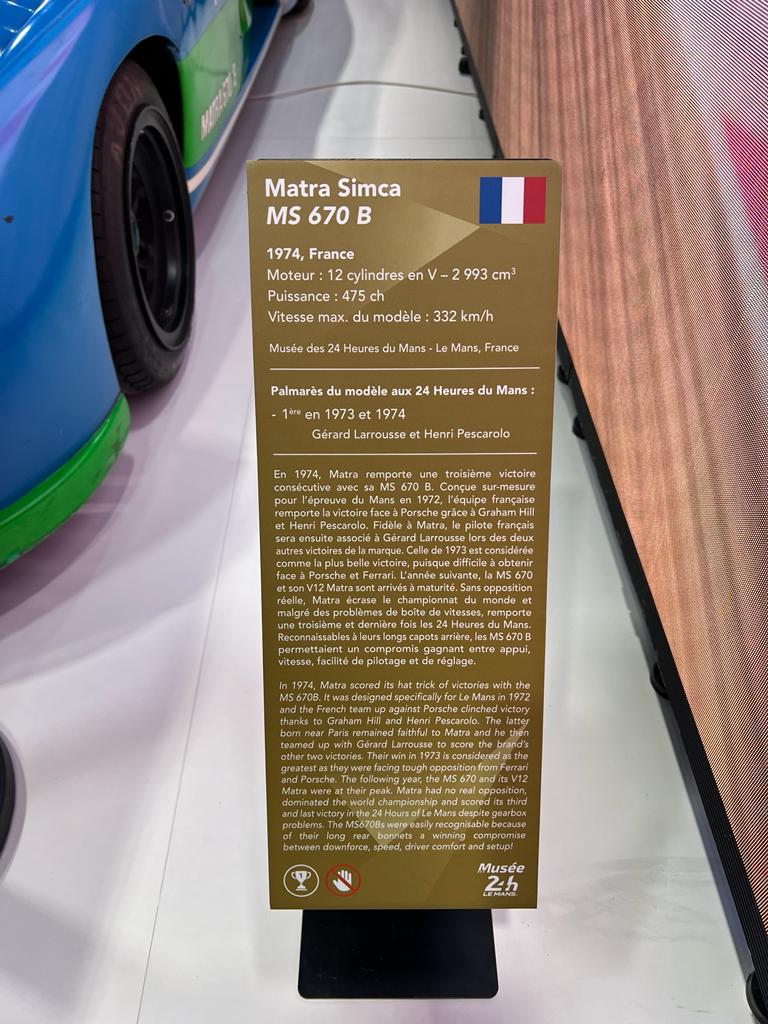 MATRA 670 B
Matra Simca
MS 670 B
1974, France
Moteur : 12 cylindres en V – 2 993 cm³
Puissance : 475 ch
Vitesse max. du modèle : 332 km/h
Musée des 24 Heures du Mans - Le Mans, France
Palmarès du modèle aux 24 Heures du Mans :
- 1ère en 1973 et 1974
Gérard Larrousse et Henri Pescarolo
En 1974, Matra remporte une troisième victoire
consécutive avec sa MS 670 B. Conçue sur-mesure
pour l'épreuve du Mans en 1972, l'équipe française
remporte la victoire face à Porsche grâce à Graham Hill
et Henri Pescarolo. Fidèle à Matra, le pilote français
sera ensuite associé à Gérard Larrousse lors des deux
autres victoires de la marque. Celle de 1973 est considérée
comme la plus belle victoire, puisque difficile à obtenir
face à Porsche et Ferrari. L'année suivante, la MS 670
et son V12 Matra sont arrivés à maturité. Sans opposition
réelle, Matra écrase le championnat du monde et
malgré des problèmes de boîte de vitesses, remporte
une troisième et dernière fois les 24 Heures du Mans.
Reconnaissables à leurs longs capots arrière, les MS 670 B
permettaient un compromis gagnant entre appui,
vitesse, facilité de pilotage et de réglage.
In 1974, Matra scored its hat trick of victories with the
MS 670B. It was designed specifically for Le Mans in 1972
and the French team up against Porsche clinched victory
thanks to Graham Hill and Henri Pescarolo. The latter
born near Paris remained faithful to Matra and he then
teamed up with Gérard Larrousse to score the brand's
other two victories. Their win in 1973 is considered as the
greatest as they were facing tough opposition from Ferrari
and Porsche. The following year, the MS 670 and its V12
Matra were at their peak. Matra had no real opposition,
dominated the world championship and scored its third
and last victory in the 24 Hours of Le Mans despite gearbox
problems. The MS670Bs were easily recognisable because
of their long rear bonnets a winning compromise
between downforce, speed, driver comfort and setup!
1
Musée
24h
LE MANS